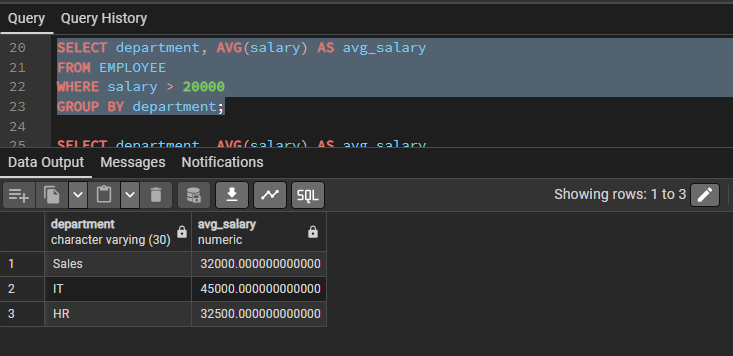 Query Query History
20 SELECT department, AVG(salary) AS avg_salary
21 FROM EMPLOYEE
22 WHERE salary > 20000
23 GROUP BY department;
24
25 SELECT department, AVG(salary) AS avg_salary
Data Output Messages Notifications
SQL Showing rows: 1 to 3
department avg_salary
character varying (30) numeric
1 Sales 32000.000000000000
2 IT 45000.000000000000
3 HR 32500.000000000000